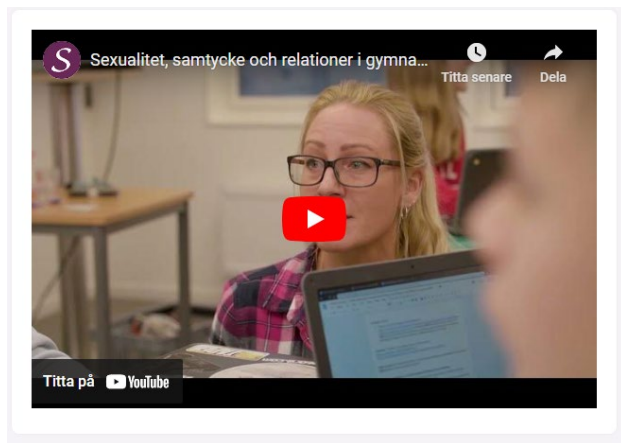 S
Sexualitet, samtycke och relationer i gymna...
Titta senare
Dela
Titta på YouTube